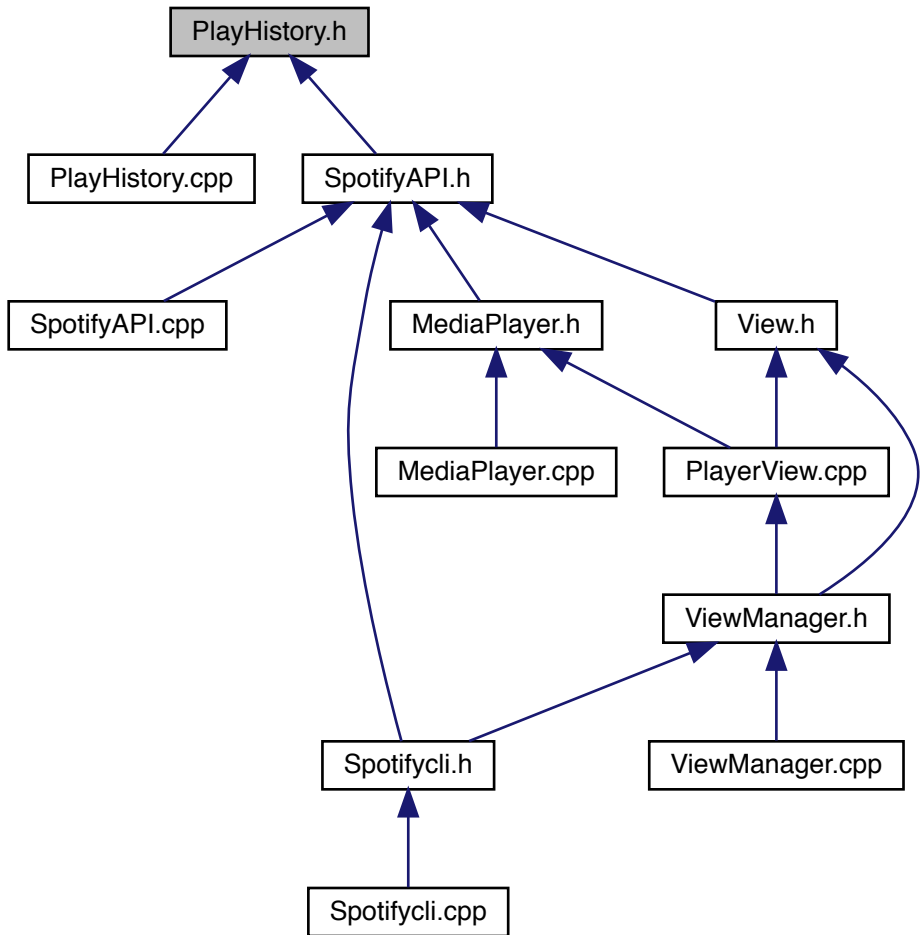 PlayHistory.h
PlayHistory.cpp
SpotifyAPI.h
SpotifyAPI.cpp
MediaPlayer.h
View.h
MediaPlayer.cpp
PlayerView.cpp
ViewManager.h
Spotifycli.h
ViewManager.cpp
Spotifycli.cpp